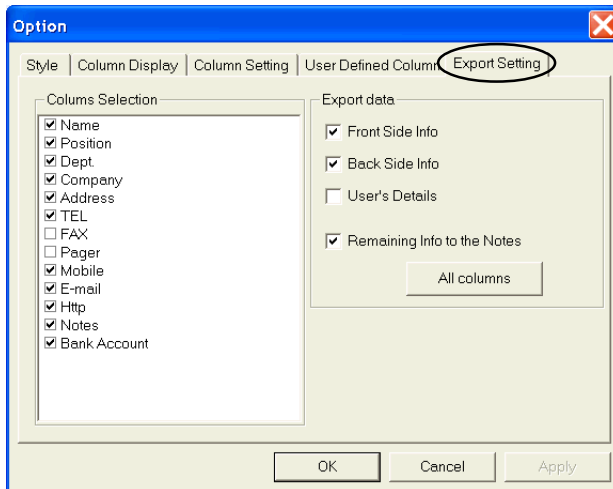 Option
Style Column Display Column Setting User Defined Column Export Setting
Colums Selection
Name
Position
Dept.
Company
Address
TEL
FAX
Pager
Mobile
E-mail
Http
Notes
Bank Account
Export data
Front Side Info
Back Side Info
User's Details
Remaining Info to the Notes
All columns
OK Cancel Apply